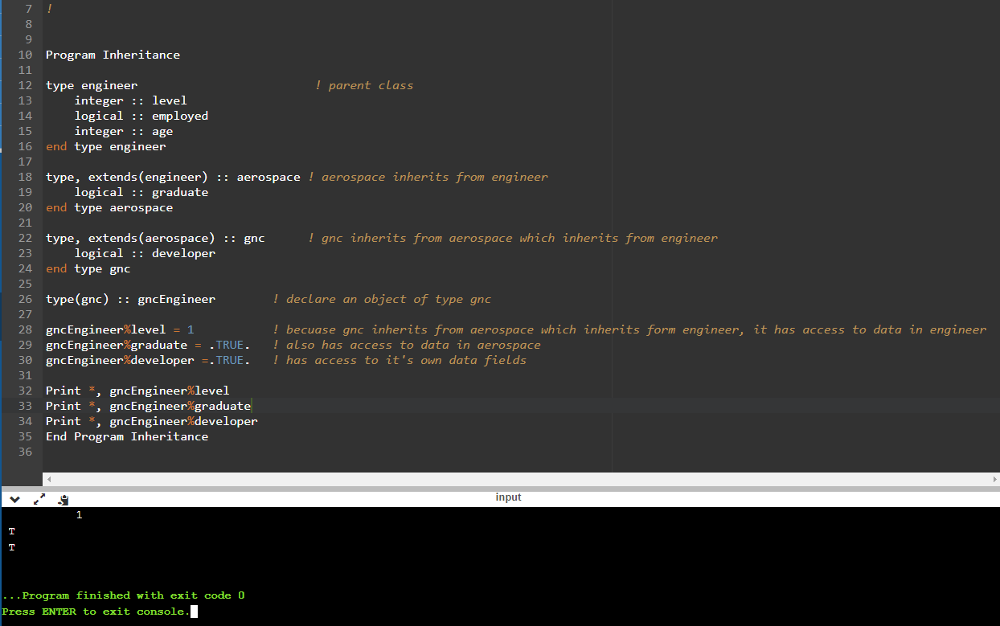 7 !
8
9
10 Program Inheritance
11
12 type engineer ! parent class
13 integer :: level
14 logical :: employed
15 integer :: age
16 end type engineer
17
18 type, extends(engineer) :: aerospace ! aerospace inherits from engineer
19 logical :: graduate
20 end type aerospace
21
22 type, extends(aerospace) :: gnc ! gnc inherits from aerospace which inherits from engineer
23 logical :: developer
24 end type gnc
25
26 type(gnc) :: gncEngineer ! declare an object of type gnc
27
28 gncEngineer%level = 1 ! becuase gnc inherits from aerospace which inherits form engineer, it has access to data in engineer
29 gncEngineer%graduate = .TRUE. ! also has access to data in aerospace
30 gncEngineer%developer =.TRUE. ! has access to it's own data fields
31
32 Print *, gncEngineer%level
33 Print *, gncEngineer%graduate
34 Print *, gncEngineer%developer
35 End Program Inheritance
36
input
1
T
T
...Program finished with exit code 0
Press ENTER to exit console.